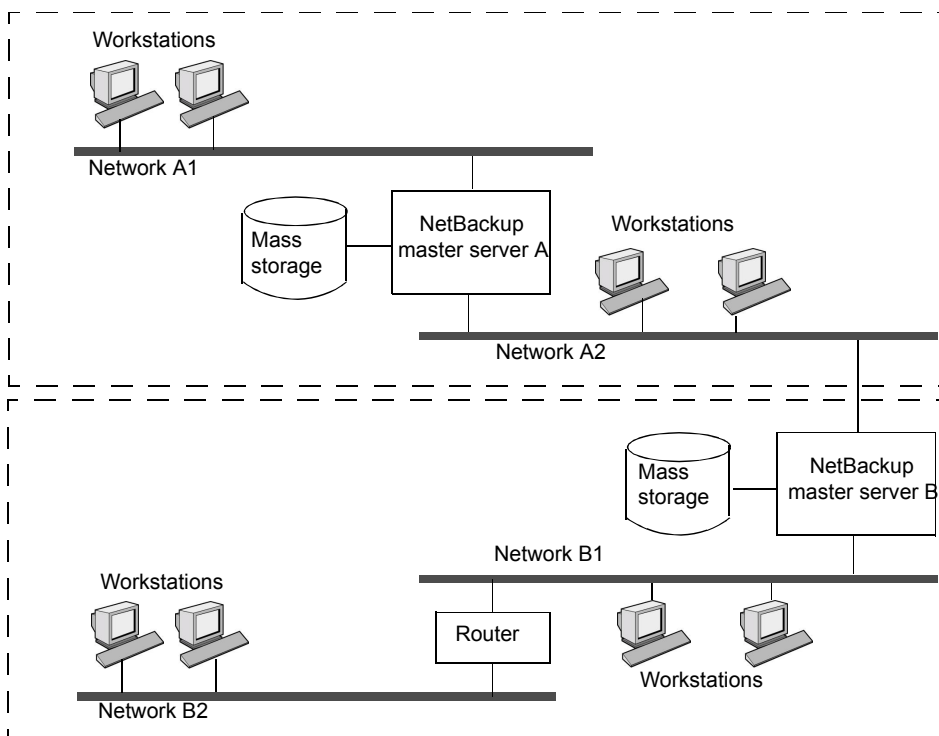 Workstations
Network A1
NetBackup
master server A
Mass
storage
Workstations
Network A2
NetBackup
master server B
Mass
storage
Network B1
Workstations
Router
Workstations
Network B2